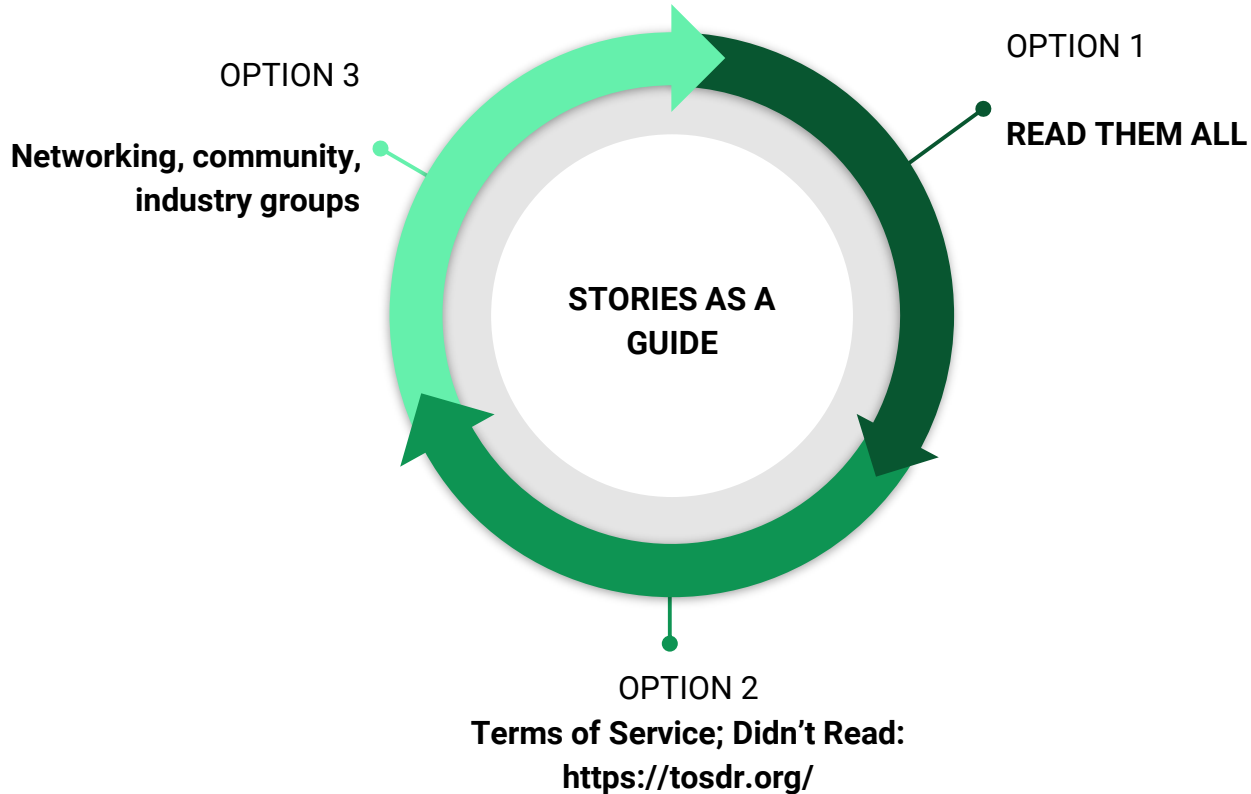 OPTION 1
READ THEM ALL
OPTION 2
Terms of Service; Didn’t Read:
https://tosdr.org/
OPTION 3
Networking, community,
industry groups
STORIES AS A
GUIDE